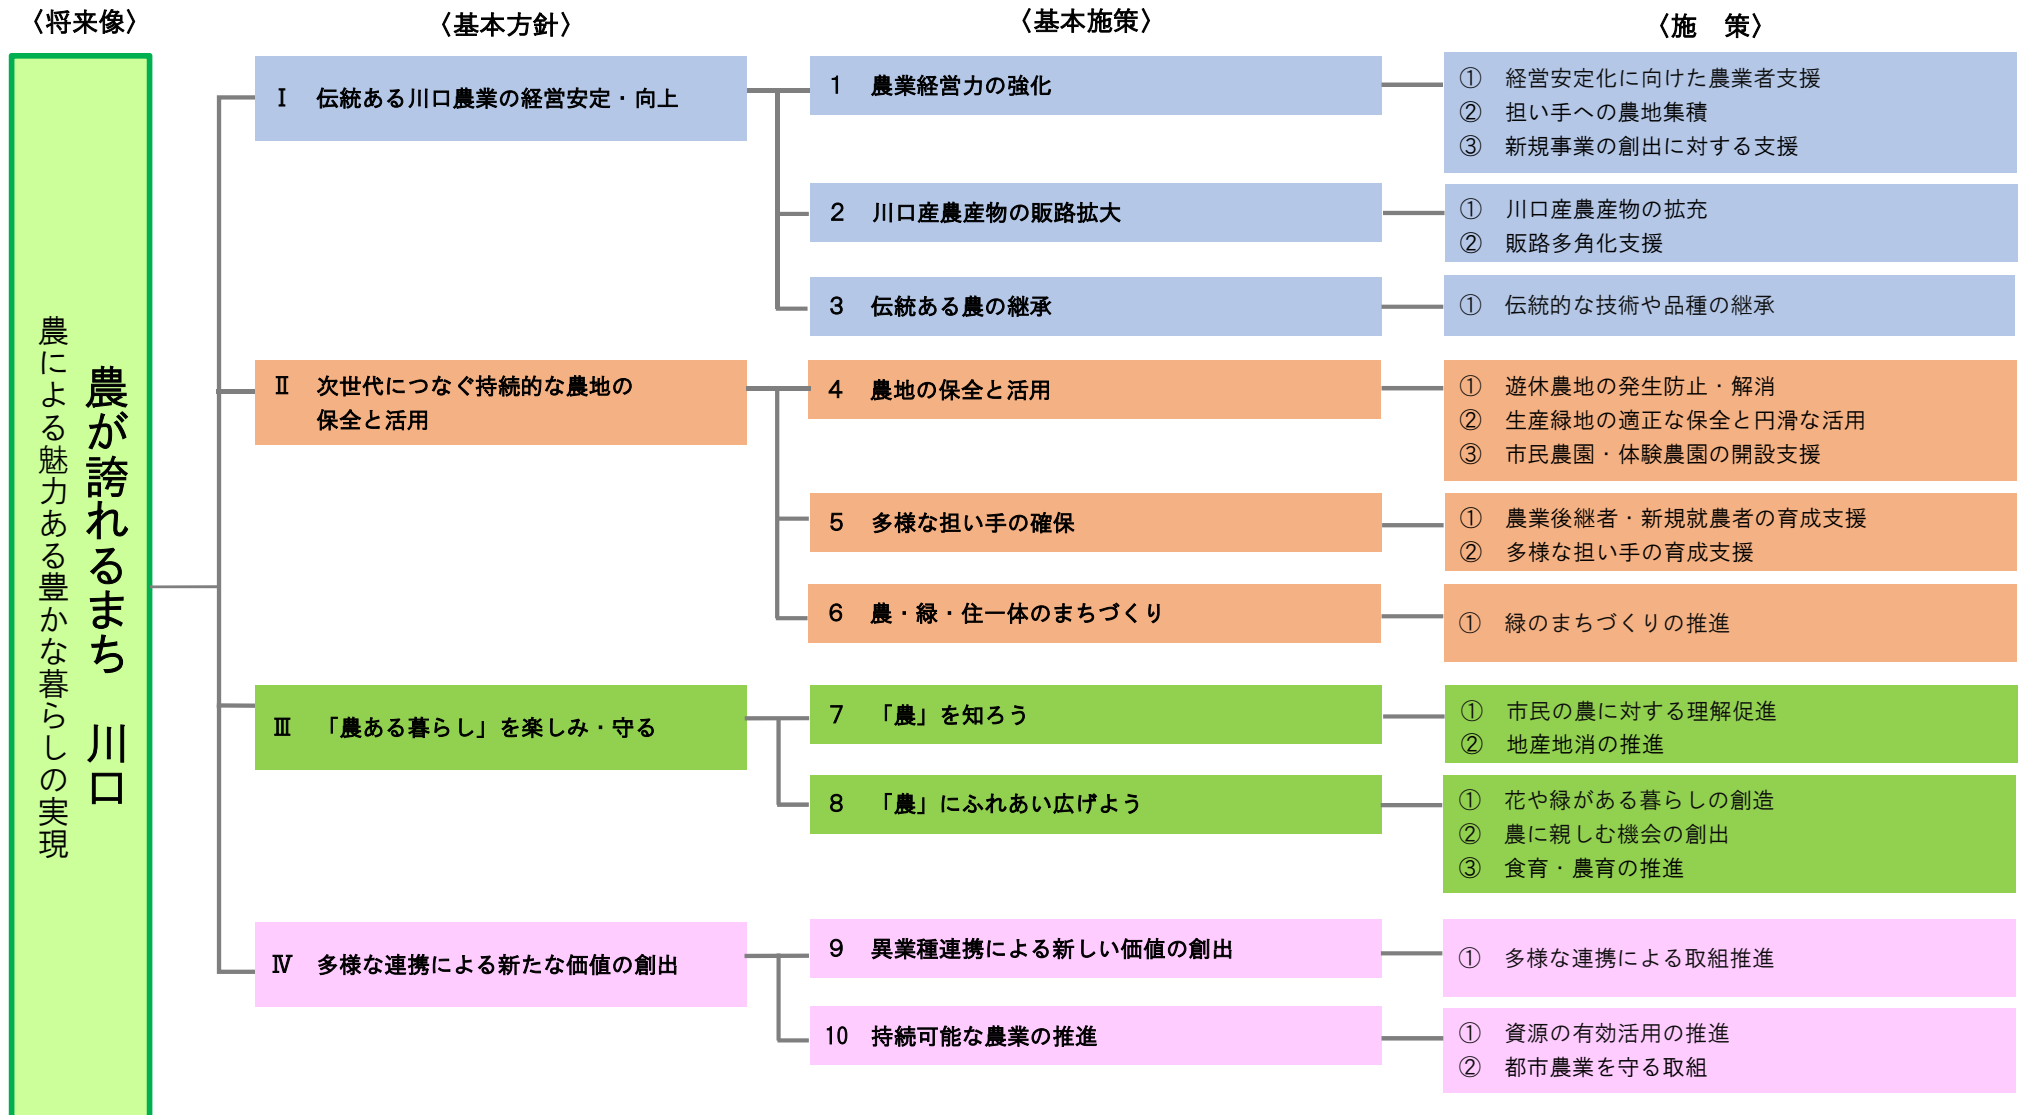 〈将来像〉
〈基本方針〉
〈基本施策〉
〈施　策〉
農が誇れるまち　川口
農による魅力ある豊かな暮らしの実現
Ⅰ　伝統ある川口農業の経営安定・向上
1　農業経営力の強化
①　経営安定化に向けた農業者支援
②　担い手への農地集積
③　新規事業の創出に対する支援
2　川口産農産物の販路拡大
①　川口産農産物の拡充
②　販路多角化支援
3　伝統ある農の継承
①　伝統的な技術や品種の継承
Ⅱ　次世代につなぐ持続的な農地の
保全と活用
4　農地の保全と活用
①　遊休農地の発生防止・解消
②　生産緑地の適正な保全と円滑な活用
③　市民農園・体験農園の開設支援
5　多様な担い手の確保
①　農業後継者・新規就農者の育成支援
②　多様な担い手の育成支援
6　農・緑・住一体のまちづくり
①　緑のまちづくりの推進
Ⅲ　「農ある暮らし」を楽しみ・守る
7　「農」を知ろう
①　市民の農に対する理解促進
②　地産地消の推進
8　「農」にふれあい広げよう
①　花や緑がある暮らしの創造
②　農に親しむ機会の創出
③　食育・農育の推進
Ⅳ　多様な連携による新たな価値の創出
9　異業種連携による新しい価値の創出
①　多様な連携による取組推進
10　持続可能な農業の推進
①　資源の有効活用の推進
②　都市農業を守る取組